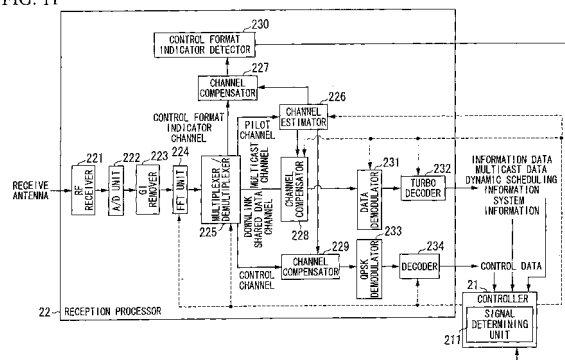 FIG. 11
230
CONTROL FORMAT
INDICATOR DETECTOR
227
CHANNEL
COMPENSATOR
226
CHANNEL
ESTIMATOR
CONTROL FORMAT
INDICATOR
CHANNEL
PILOT
CHANNEL
221
RF
RECEIVER
222
A/D UNIT
223
GI
REMOVER
224
FFT UNIT
MULTIPLEXER/
DEMULTIPLEXER
225
MULTICAST
CHANNEL
DOWNLINK
SHARED DATA
CHANNEL
CHANNEL
COMPENSATOR
228
231
DATA
DEMODULATOR
232
TURBO
DECODER
INFORMATION DATA
MULTICAST DATA
DYNAMIC SCHEDULING
INFORMATION
SYSTEM
INFORMATION
RECEIVE
ANTENNA
229
CHANNEL
COMPENSATOR
CONTROL
CHANNEL
233
QPSK
DEMODULATOR
234
DECODER
CONTROL DATA
21
CONTROLLER
211
SIGNAL
DETERMINING
UNIT
22
RECEPTION PROCESSOR